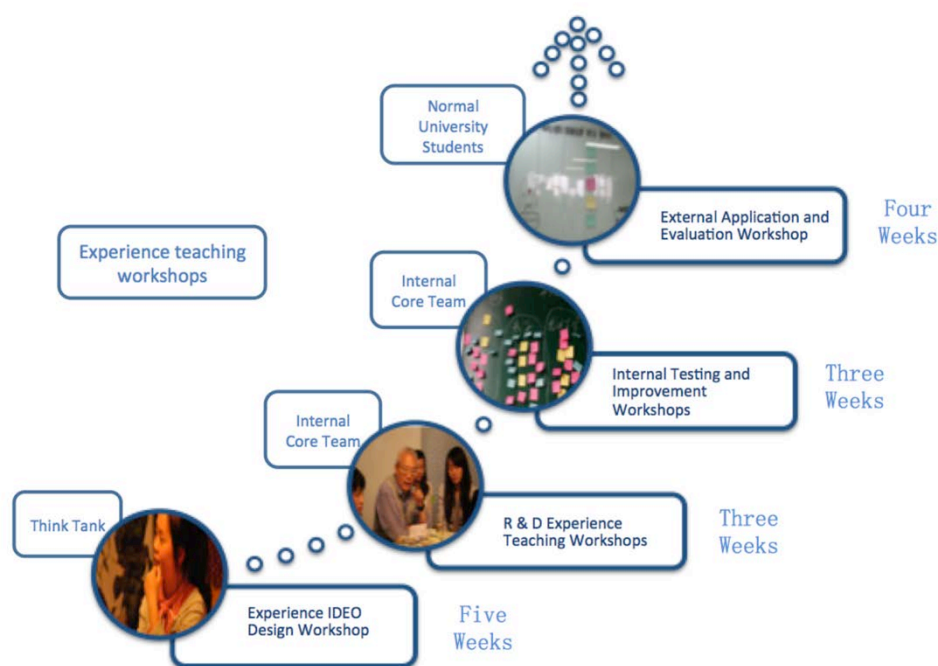 Normal
University
Students
External Application and
Evaluation Workshop
Four
Weeks
Experience teaching
workshops
Internal
Core Team
Internal Testing and
Improvement
Workshops
Three
Weeks
Internal
Core Team
R & D Experience
Teaching Workshops
Three
Weeks
Think Tank
Experience IDEO
Design Workshop
Five
Weeks